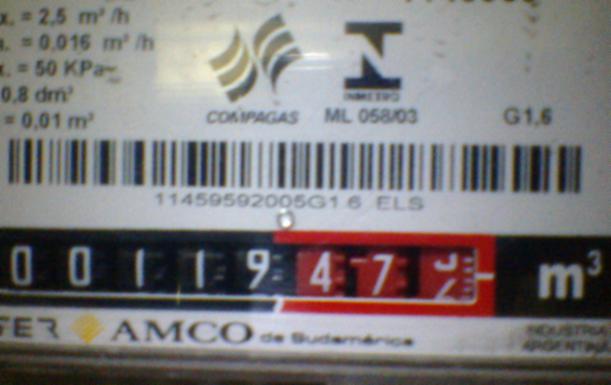 = 2,5 m³/h
= 0,016 m³/h
= 50 KPa
0,8 dm³
= 0,01 m³
COMPAGAS
INMETRO
ML 058/03
G1,6
11459592005G1.6 ELS
0 0 1 1 9 4 7
m³
AMCO de Sudamérica
INDUSTRIA
ARGENTINA